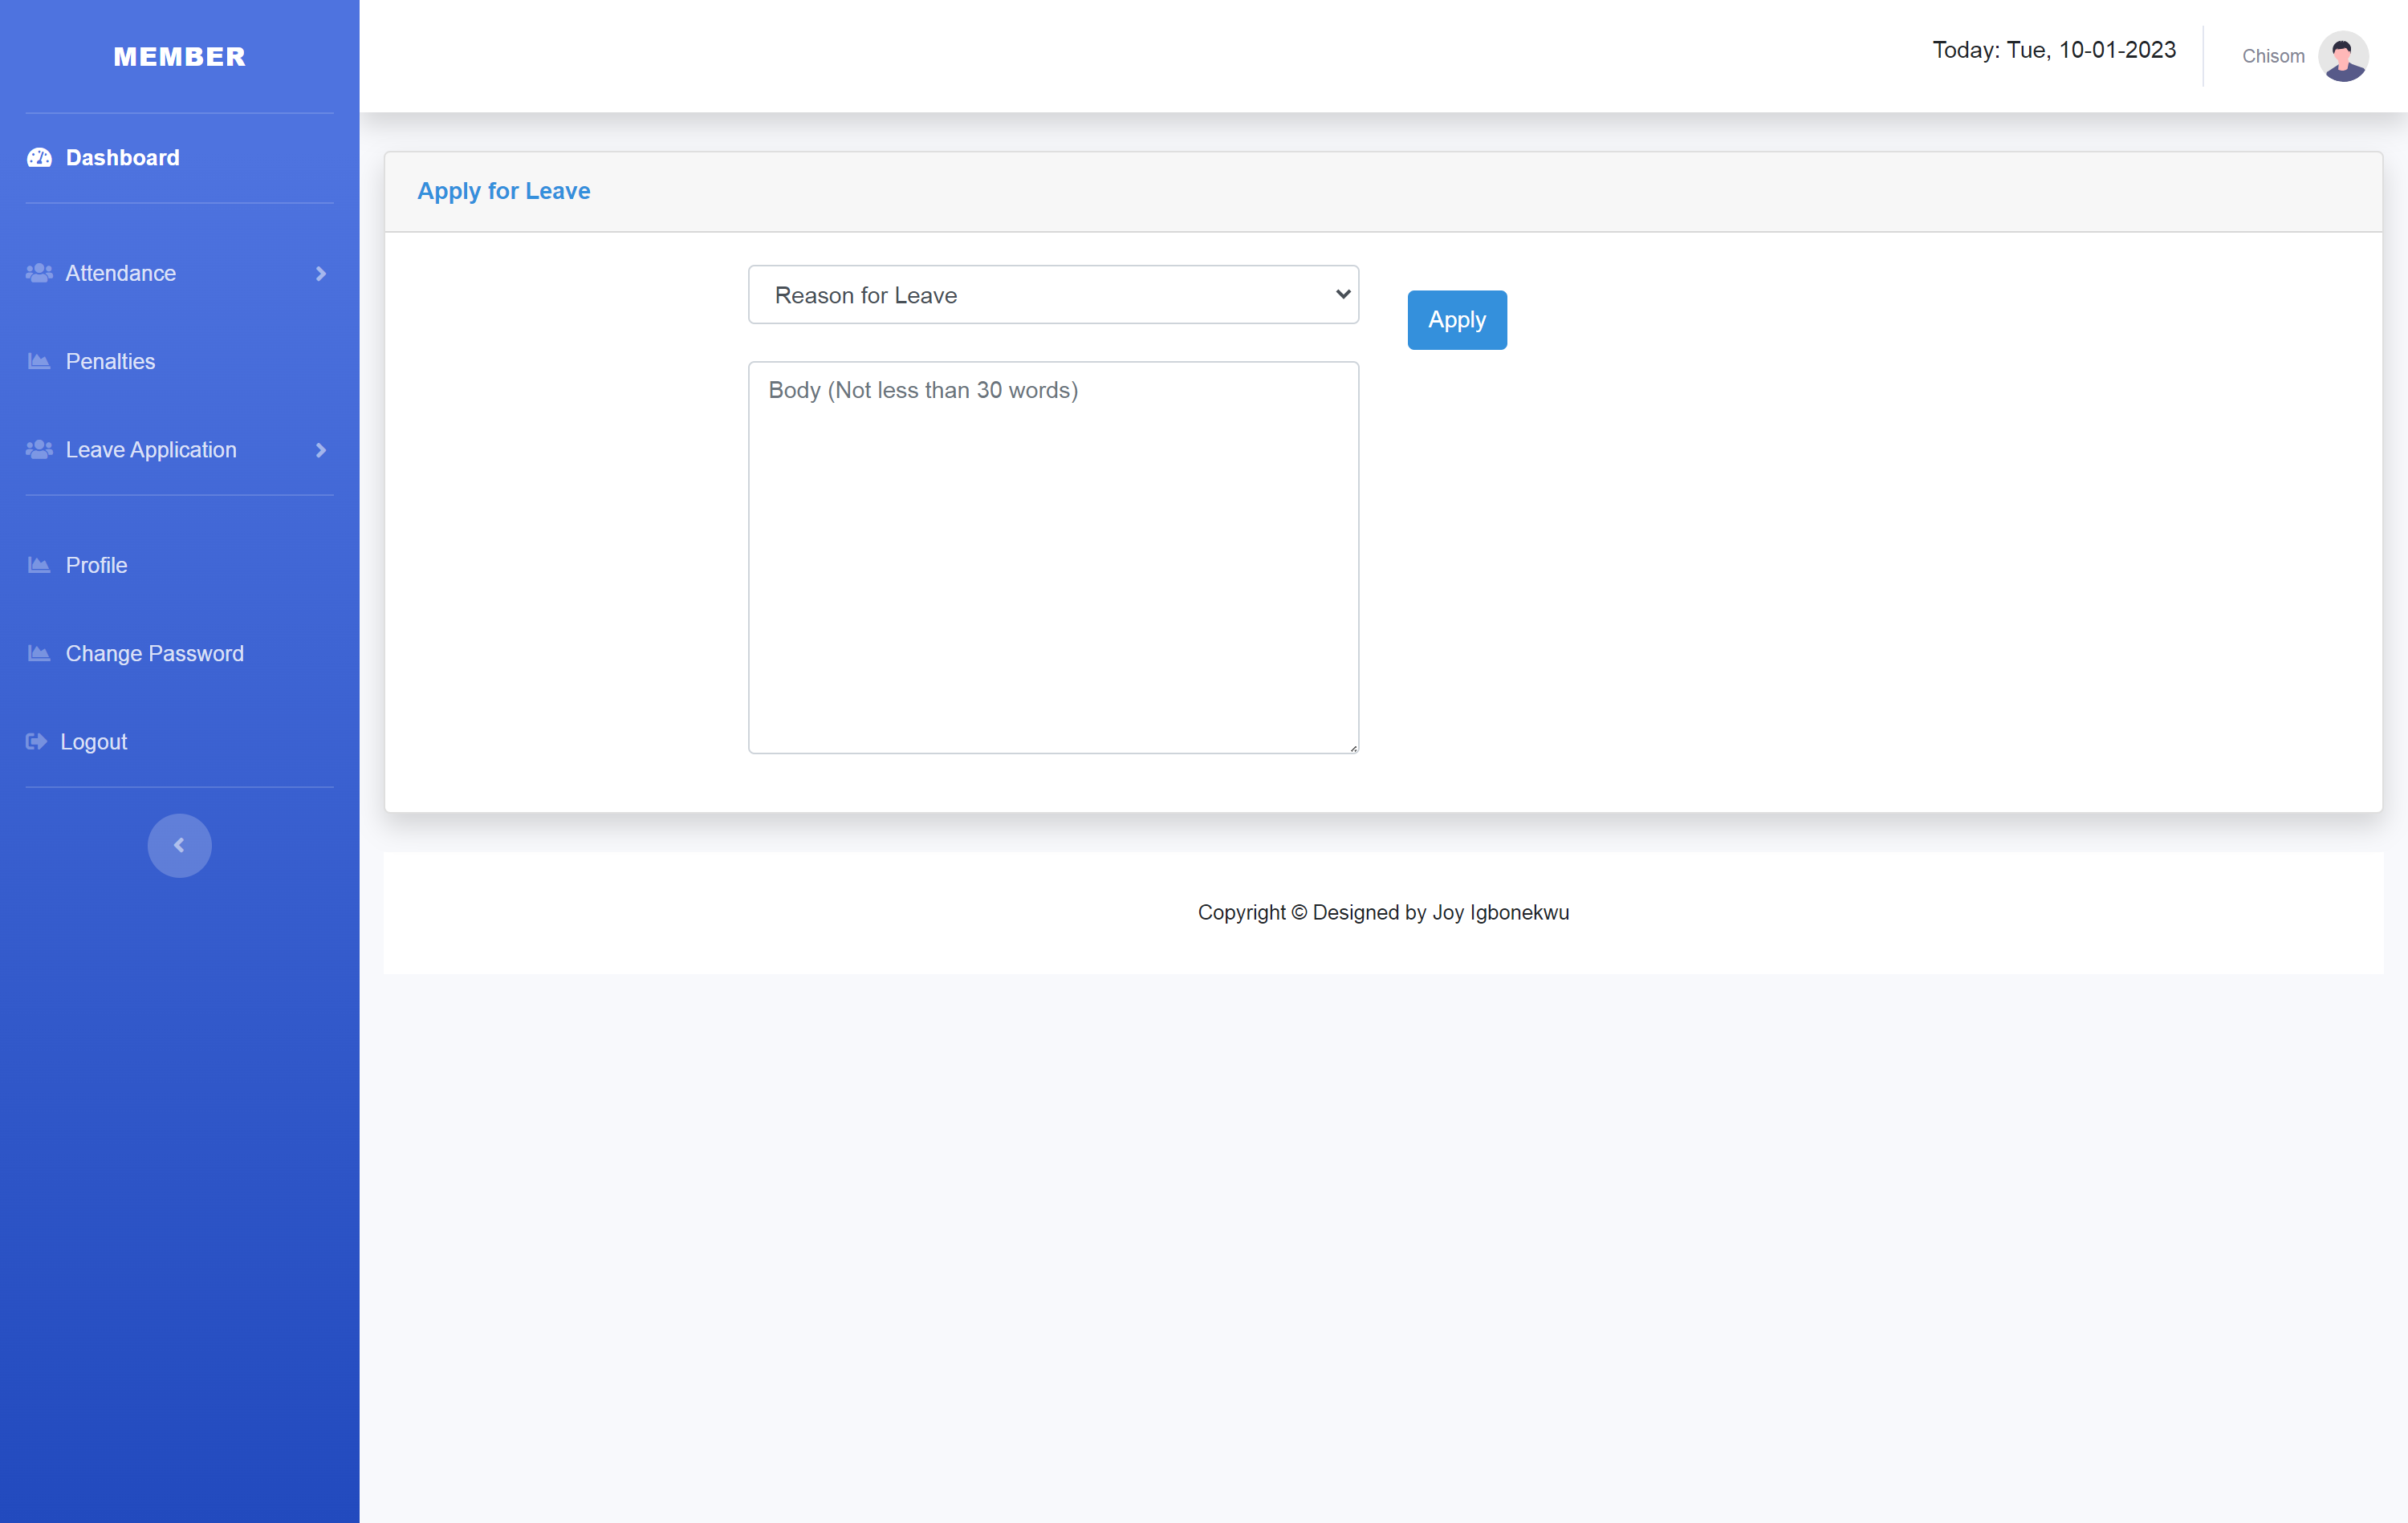 MEMBER
Dashboard
Attendance
Penalties
Leave Application
Profile
Change Password
Logout
Today: Tue, 10-01-2023
Chisom
Apply for Leave
Reason for Leave
Apply
Body (Not less than 30 words)
Copyright © Designed by Joy Igbonekwu